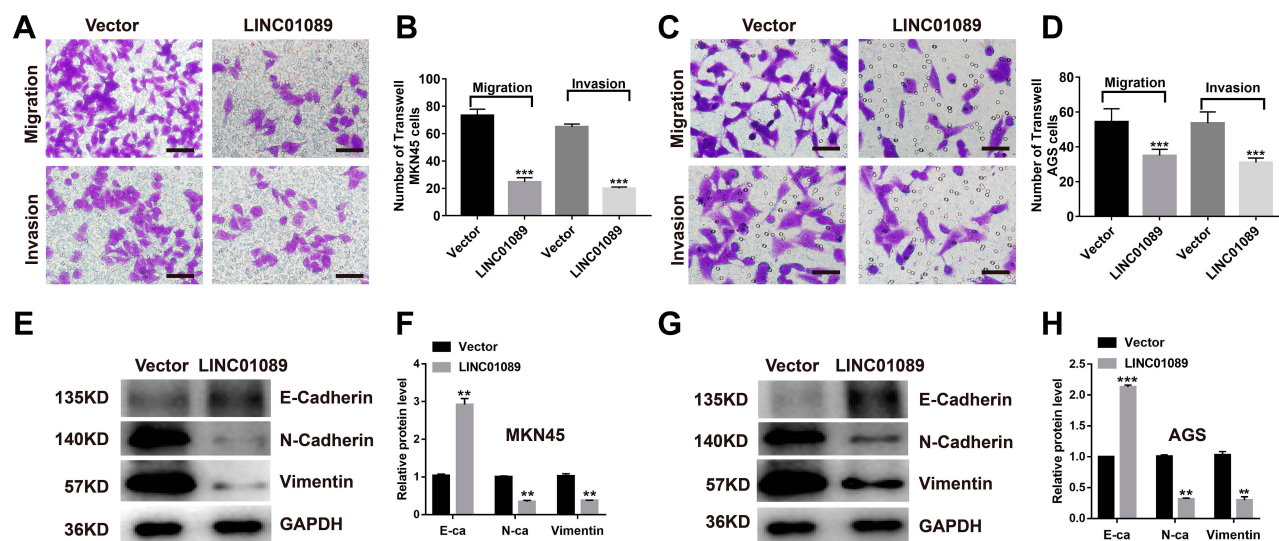 A
Vector
LINC01089
Migration
Invasion
B
Number of Transwell
MKN45 cells
100
80
60
40
20
0
Migration
Invasion
***
***
Vector
LINC01089
Vector
LINC01089
C
Vector
LINC01089
Migration
Invasion
D
Number of Transwell
AGS cells
80
60
40
20
0
Migration
Invasion
***
***
Vector
LINC01089
Vector
LINC01089
E
Vector LINC01089
135KD E-Cadherin
140KD N-Cadherin
57KD Vimentin
36KD GAPDH
F
Vector
LINC01089
Relative protein level
4
3
2
1
0
**
**
**
MKN45
E-ca N-ca Vimentin
G
Vector LINC01089
135KD E-Cadherin
140KD N-Cadherin
57KD Vimentin
36KD GAPDH
H
Vector
LINC01089
Relative protein level
2.5
2.0
1.5
1.0
0.5
0.0
***
**
**
AGS
E-ca N-ca Vimentin